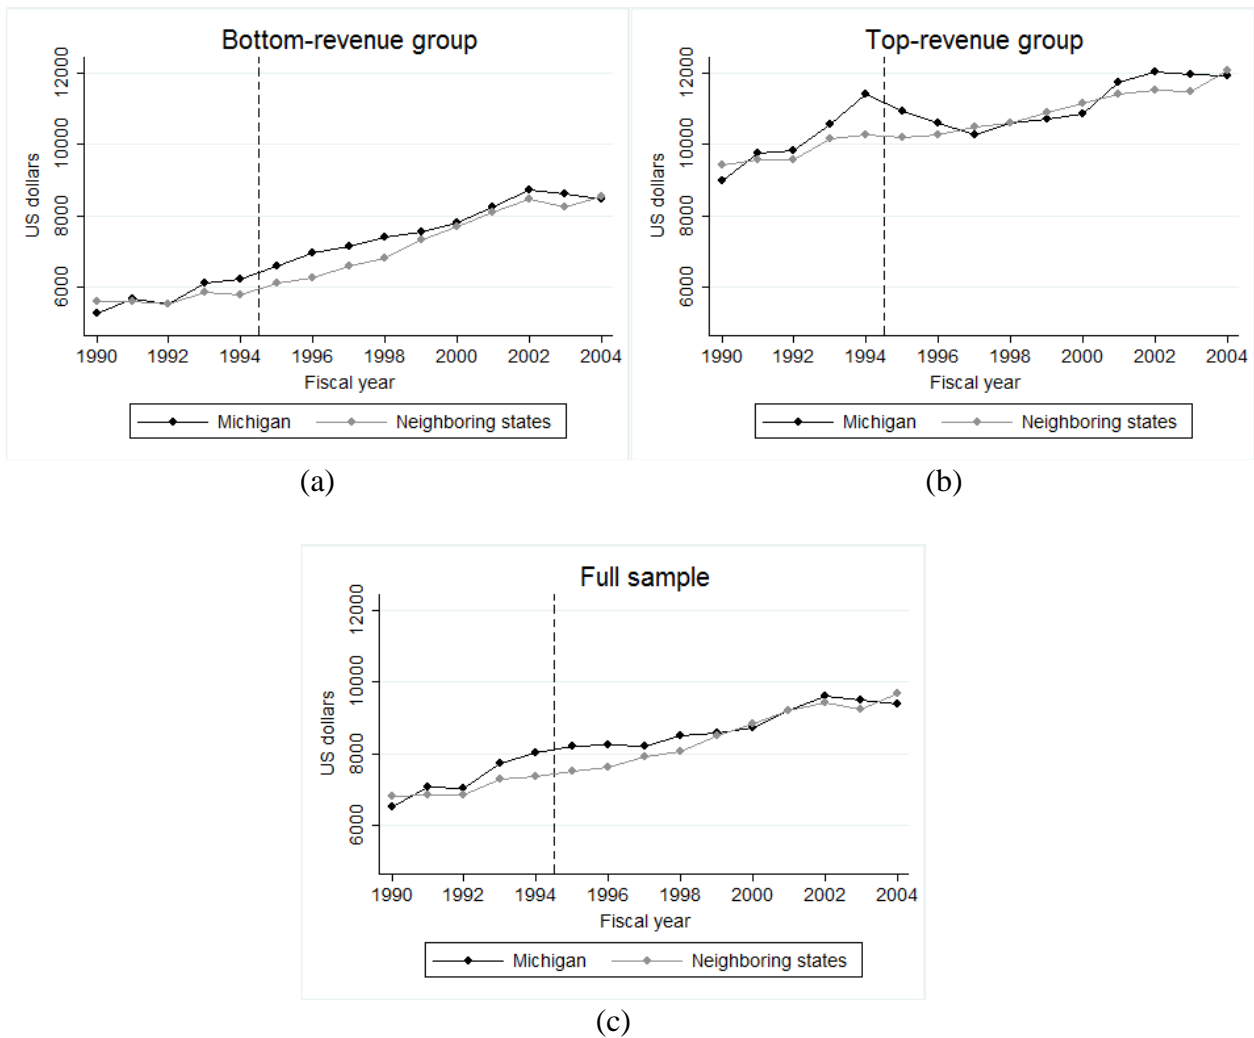 Bottom-revenue group
US dollars
12000
10000
8000
6000
1990 1992 1994 1996 1998 2000 2002 2004
Fiscal year
Michigan Neighboring states
(a)
Top-revenue group
US dollars
12000
10000
8000
6000
1990 1992 1994 1996 1998 2000 2002 2004
Fiscal year
Michigan Neighboring states
(b)
Full sample
US dollars
12000
10000
8000
6000
1990 1992 1994 1996 1998 2000 2002 2004
Fiscal year
Michigan Neighboring states
(c)